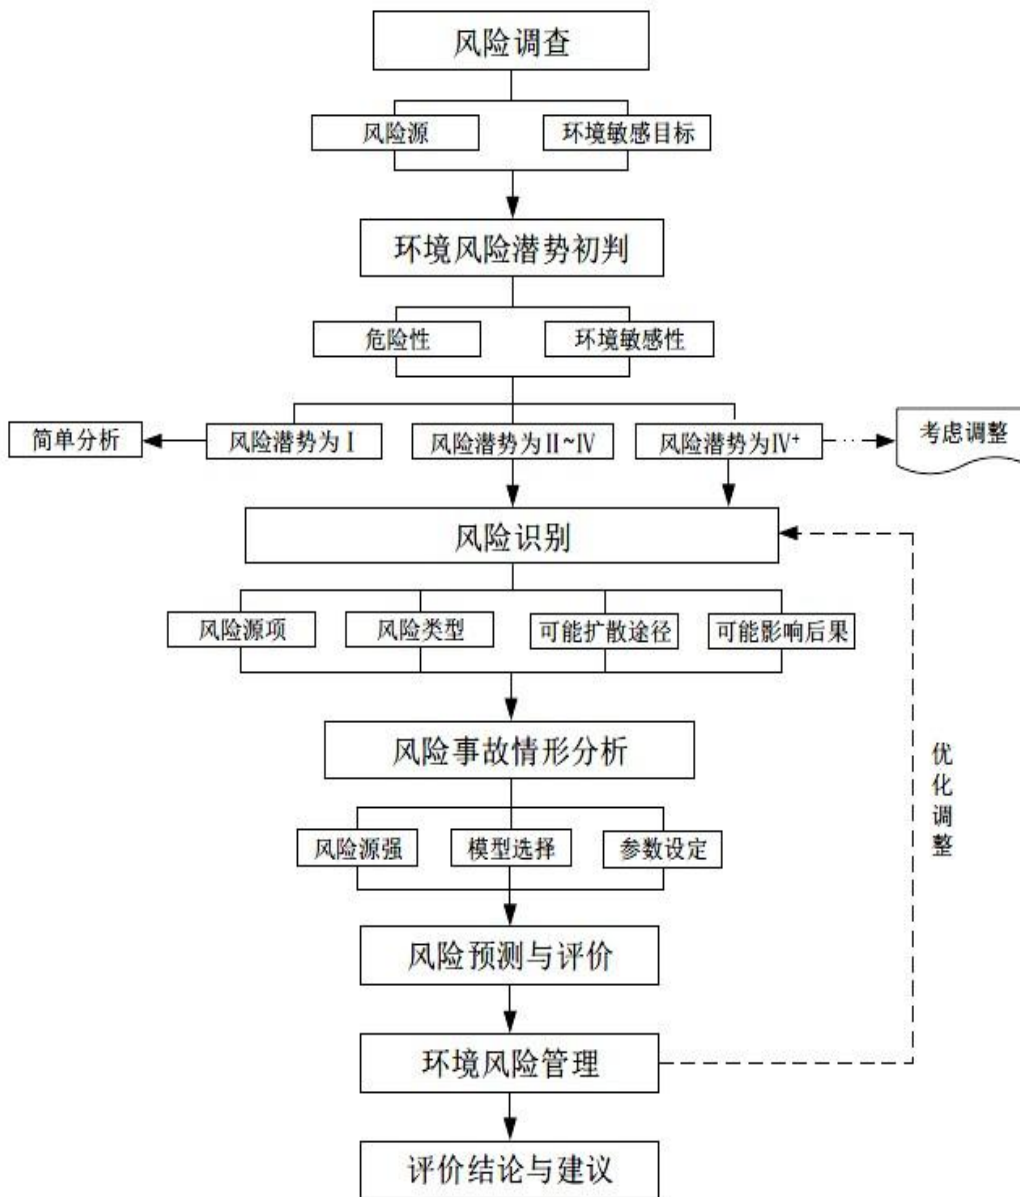 风险调查
风险源
环境敏感目标
环境风险潜势初判
危险性
环境敏感性
简单分析
风险潜势为Ⅰ
风险潜势为Ⅱ~Ⅳ
风险潜势为Ⅳ⁺
考虑调整
风险识别
风险源项
风险类型
可能扩散途径
可能影响后果
风险事故情形分析
优化调整
风险源强
模型选择
参数设定
风险预测与评价
环境风险管理
评价结论与建议